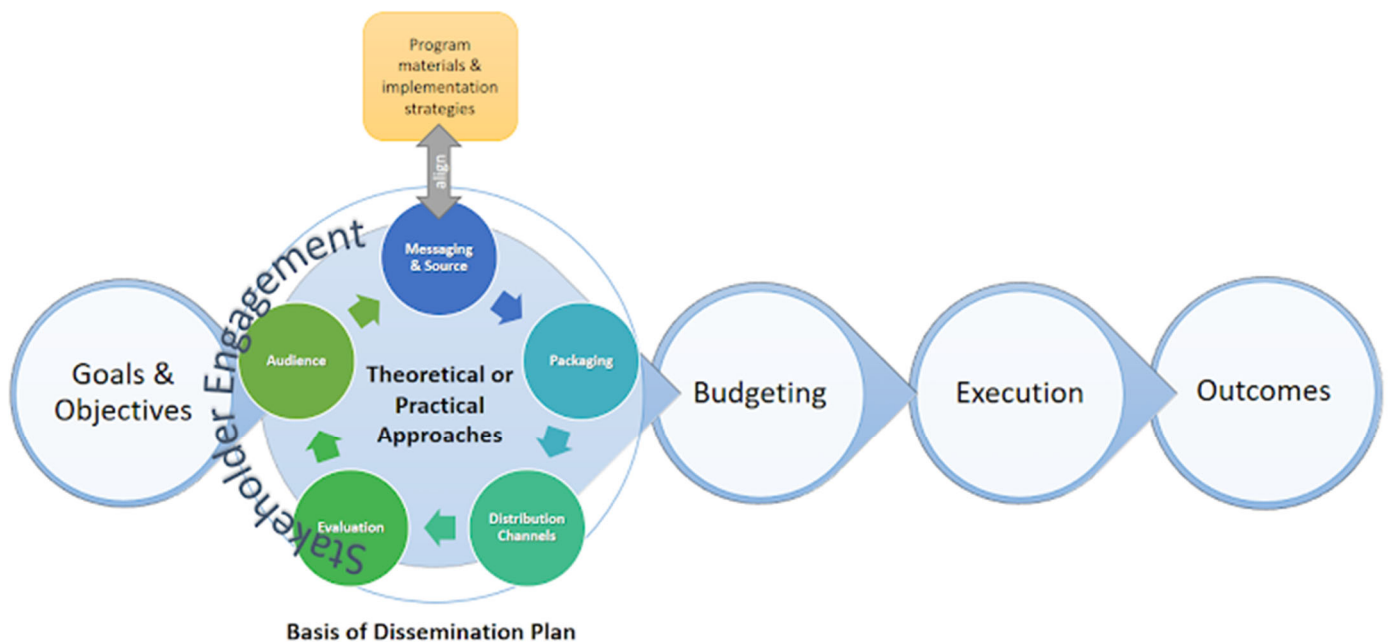 Program
materials &
implementation
strategies
align
Stakeholder Engagement
Messaging
& Source
Audience
Packaging
Theoretical or
Practical
Approaches
Evaluation
Distribution
Channels
Goals &
Objectives
Budgeting
Execution
Outcomes
Basis of Dissemination Plan